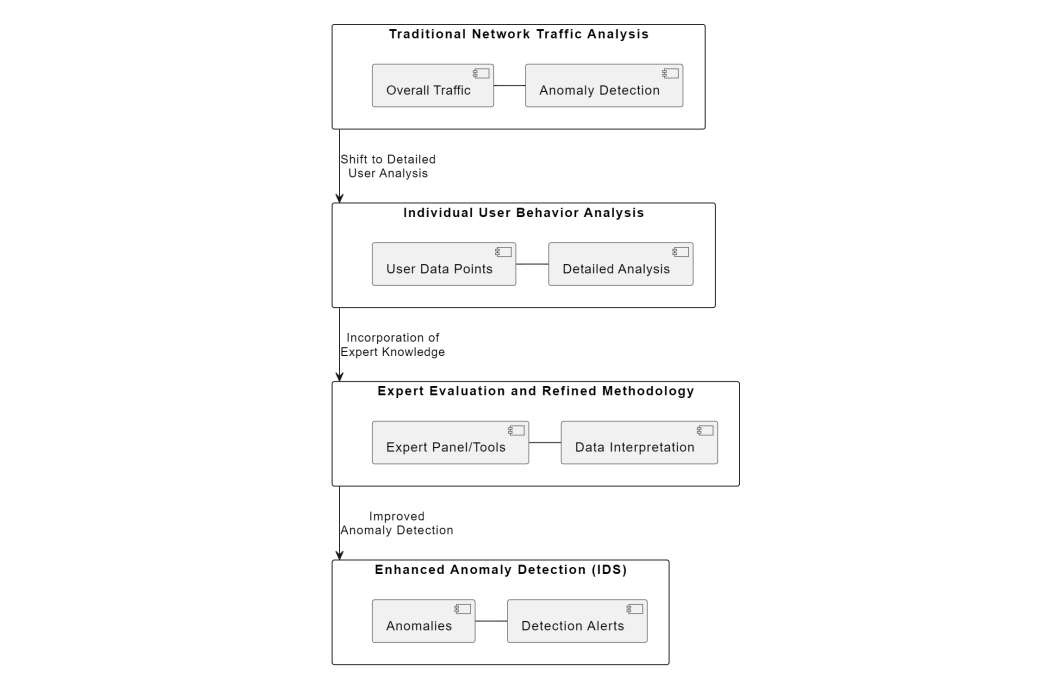 Traditional Network Traffic Analysis
Overall Traffic
Anomaly Detection
Shift to Detailed
User Analysis
Individual User Behavior Analysis
User Data Points
Detailed Analysis
Incorporation of
Expert Knowledge
Expert Evaluation and Refined Methodology
Expert Panel/Tools
Data Interpretation
Improved
Anomaly Detection
Enhanced Anomaly Detection (IDS)
Anomalies
Detection Alerts